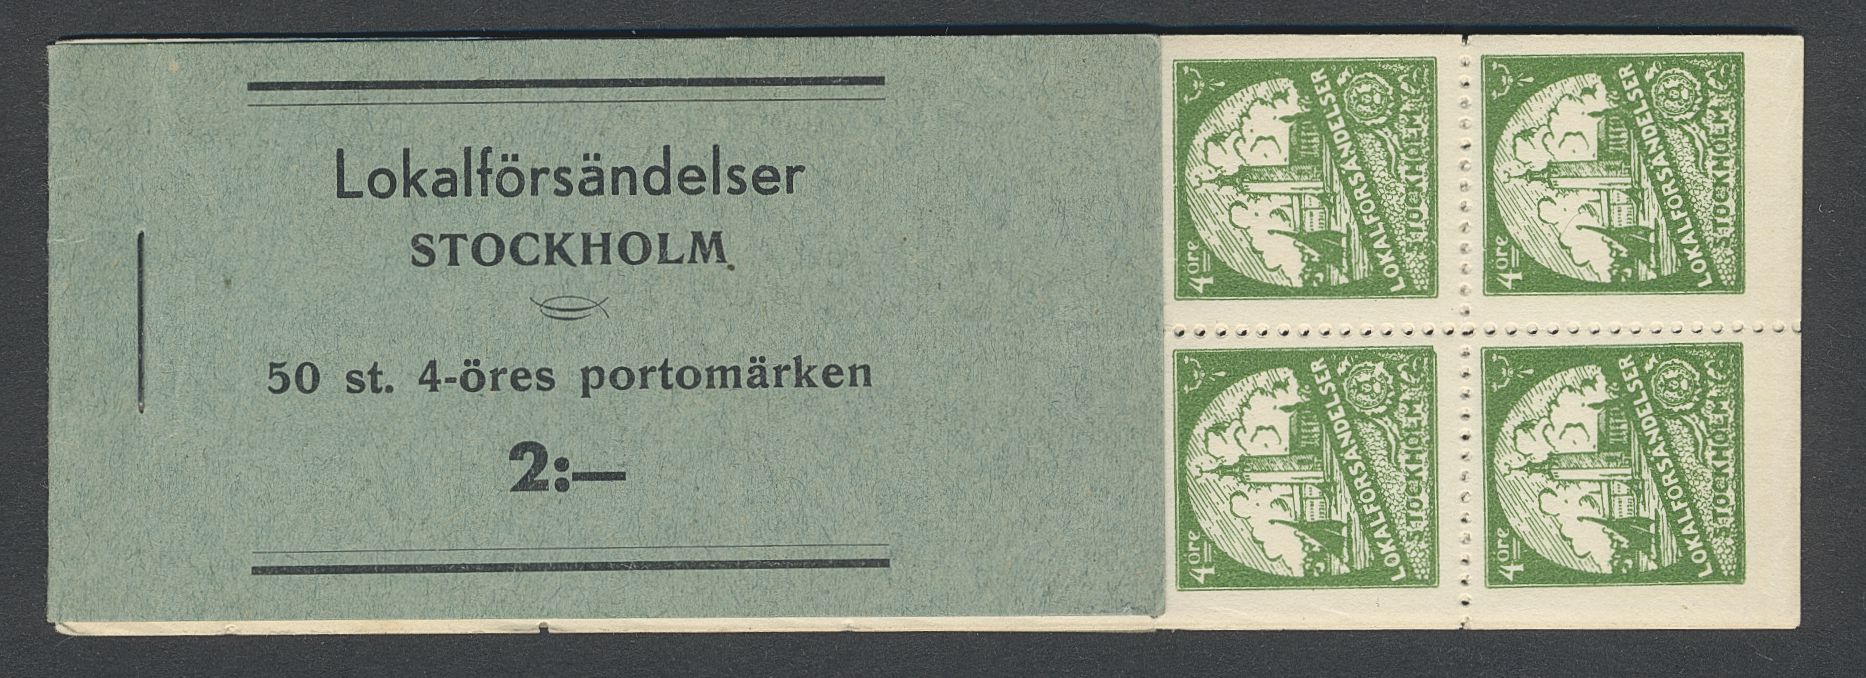 Lokalförsändelser
STOCKHOLM
50 st. 4-öres portomärken
2:—
4 öre
LOKALFÖRSÄNDELSER
STOCKHOLM
4 öre
LOKALFÖRSÄNDELSER
STOCKHOLM
4 öre
LOKALFÖRSÄNDELSER
STOCKHOLM
4 öre
LOKALFÖRSÄNDELSER
STOCKHOLM